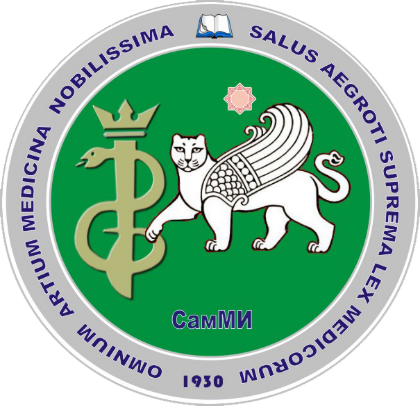 OMNIUM ARTIUM MEDICINA NOBILISSIMA
SALUS AEGROTI SUPREMA LEX MEDICORUM
СамМИ
1930